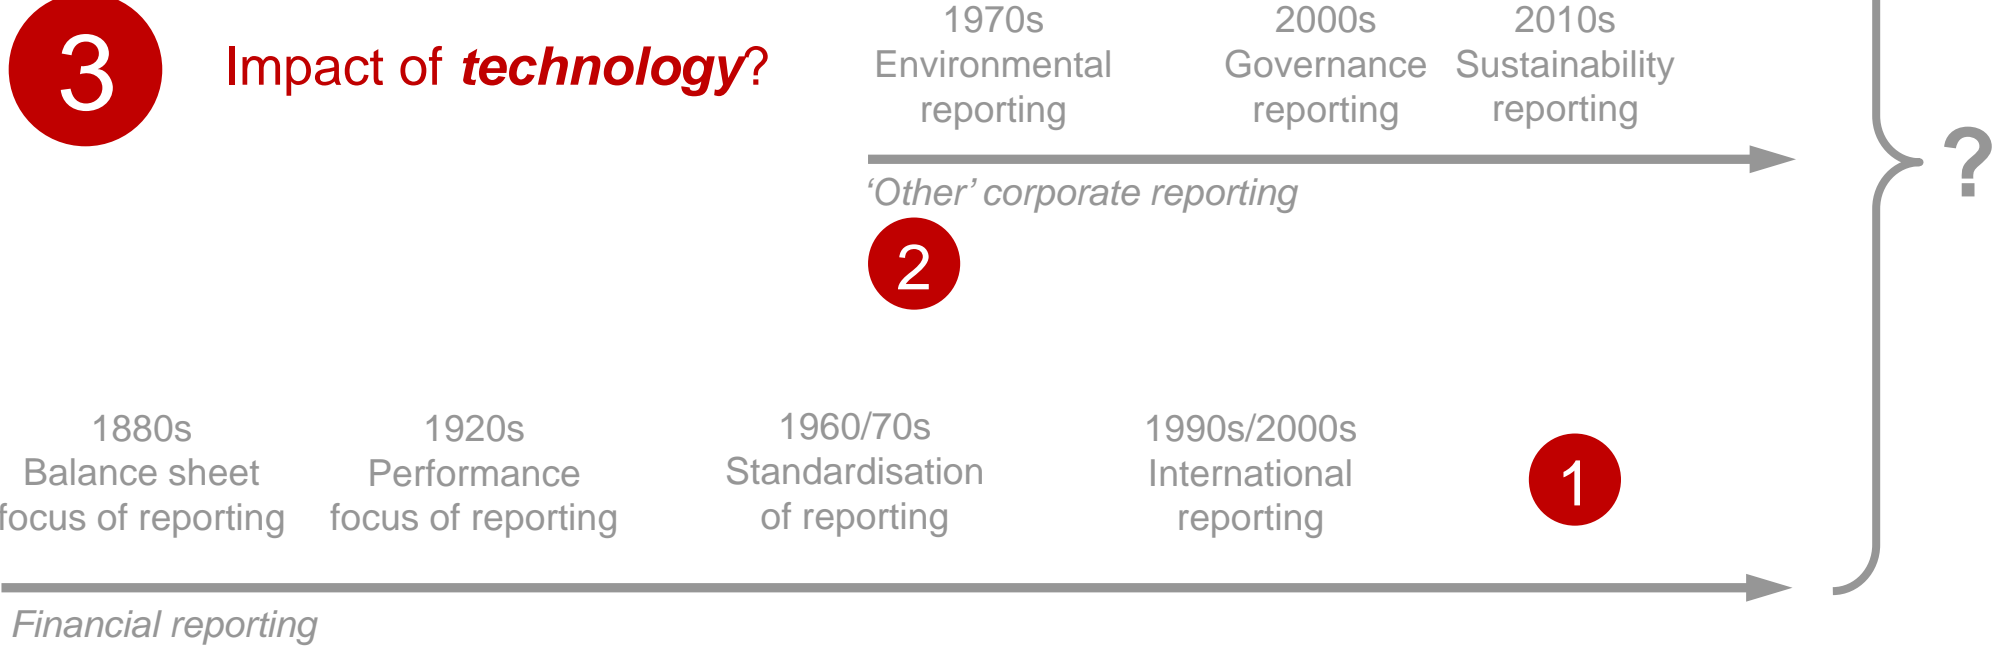 3
Impact of technology?
1970s
Environmental
reporting
2000s
Governance
reporting
2010s
Sustainability
reporting
?
‘Other’ corporate reporting
2
1880s
Balance sheet
focus of reporting
1920s
Performance
focus of reporting
1960/70s
Standardisation
of reporting
1990s/2000s
International
reporting
1
Financial reporting